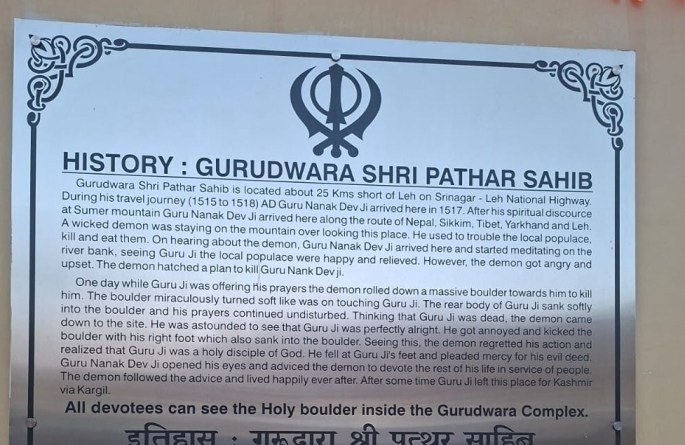 HISTORY : GURUDWARA SHRI PATHAR SAHIB
Gurudwara Shri Pathar Sahib is located about 25 Kms short of Leh on Srinagar - Leh National Highway.
During his travel journey (1515 to 1518) AD Guru Nanak Dev Ji arrived here in 1517. After his spiritual discourse
at Sumer mountain Guru Nanak Dev Ji arrived here along the route of Nepal, Sikkim, Tibet, Yarkhand and Leh.
A wicked demon was staying on the mountain over looking this place. He used to trouble the local populace,
kill and eat them. On hearing about the demon, Guru Nanak Dev Ji arrived here and started meditating on the
river bank, seeing Guru Ji the local populace were happy and relieved. However, the demon got angry and
upset. The demon hatched a plan to kill Guru Nank Dev ji.
One day while Guru Ji was offering His prayers the demon rolled down a massive boulder towards him to kill
him. The boulder miraculously turned soft like was on touching Guru Ji. The rear body of Guru Ji sank softly
into the boulder and his prayers continued undisturbed. Thinking that Guru Ji was dead, the demon came
down to the site. He was astounded to see that Guru Ji was perfectly alright. He got annoyed and kicked the
boulder with his right foot which also sank into the boulder. Seeing this, the demon regretted his action and
realized that Guru Ji was a holy disciple of God. He fell at Guru Ji's feet and pleaded mercy for his evil deed.
Guru Nanak Dev Ji opened his eyes and adviced the demon to devote the rest of his life in service of people.
The demon followed the advice and lived happily ever after. After some time Guru Ji left this place for Kashmir
via Kargil.
All devotees can see the Holy boulder inside the Gurudwara Complex.
इतिहास : गुरूद्वारा श्री पत्थर साहिब